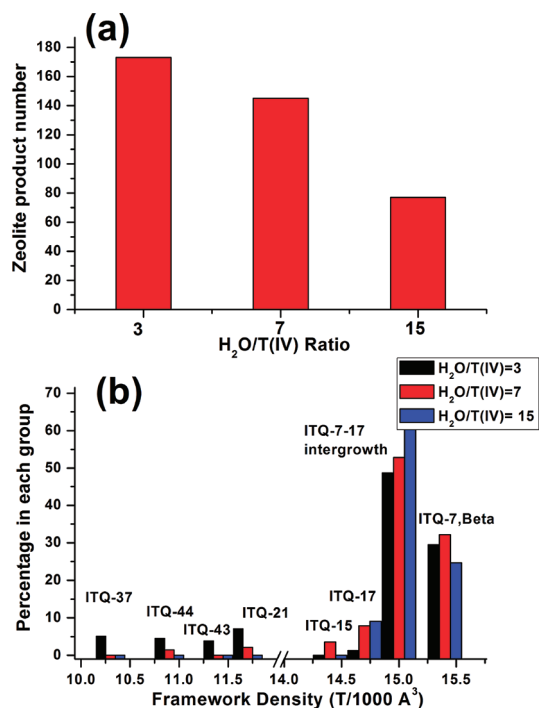 (a)
Zeolite product number
180
160
140
120
100
80
60
40
20
0
3
7
15
H₂O/T(IV) Ratio
(b)
H₂O/T(IV)=3
H₂O/T(IV)=7
H₂O/T(IV)= 15
Percentage in each group
70
60
50
40
30
20
10
0
ITQ-7-17
intergrowth
ITQ-7,Beta
ITQ-37
ITQ-44
ITQ-43
ITQ-21
ITQ-15
ITQ-17
10.0
10.5
11.0
11.5
12.0
14.0
14.5
15.0
15.5
Framework Density (T/1000 A³)